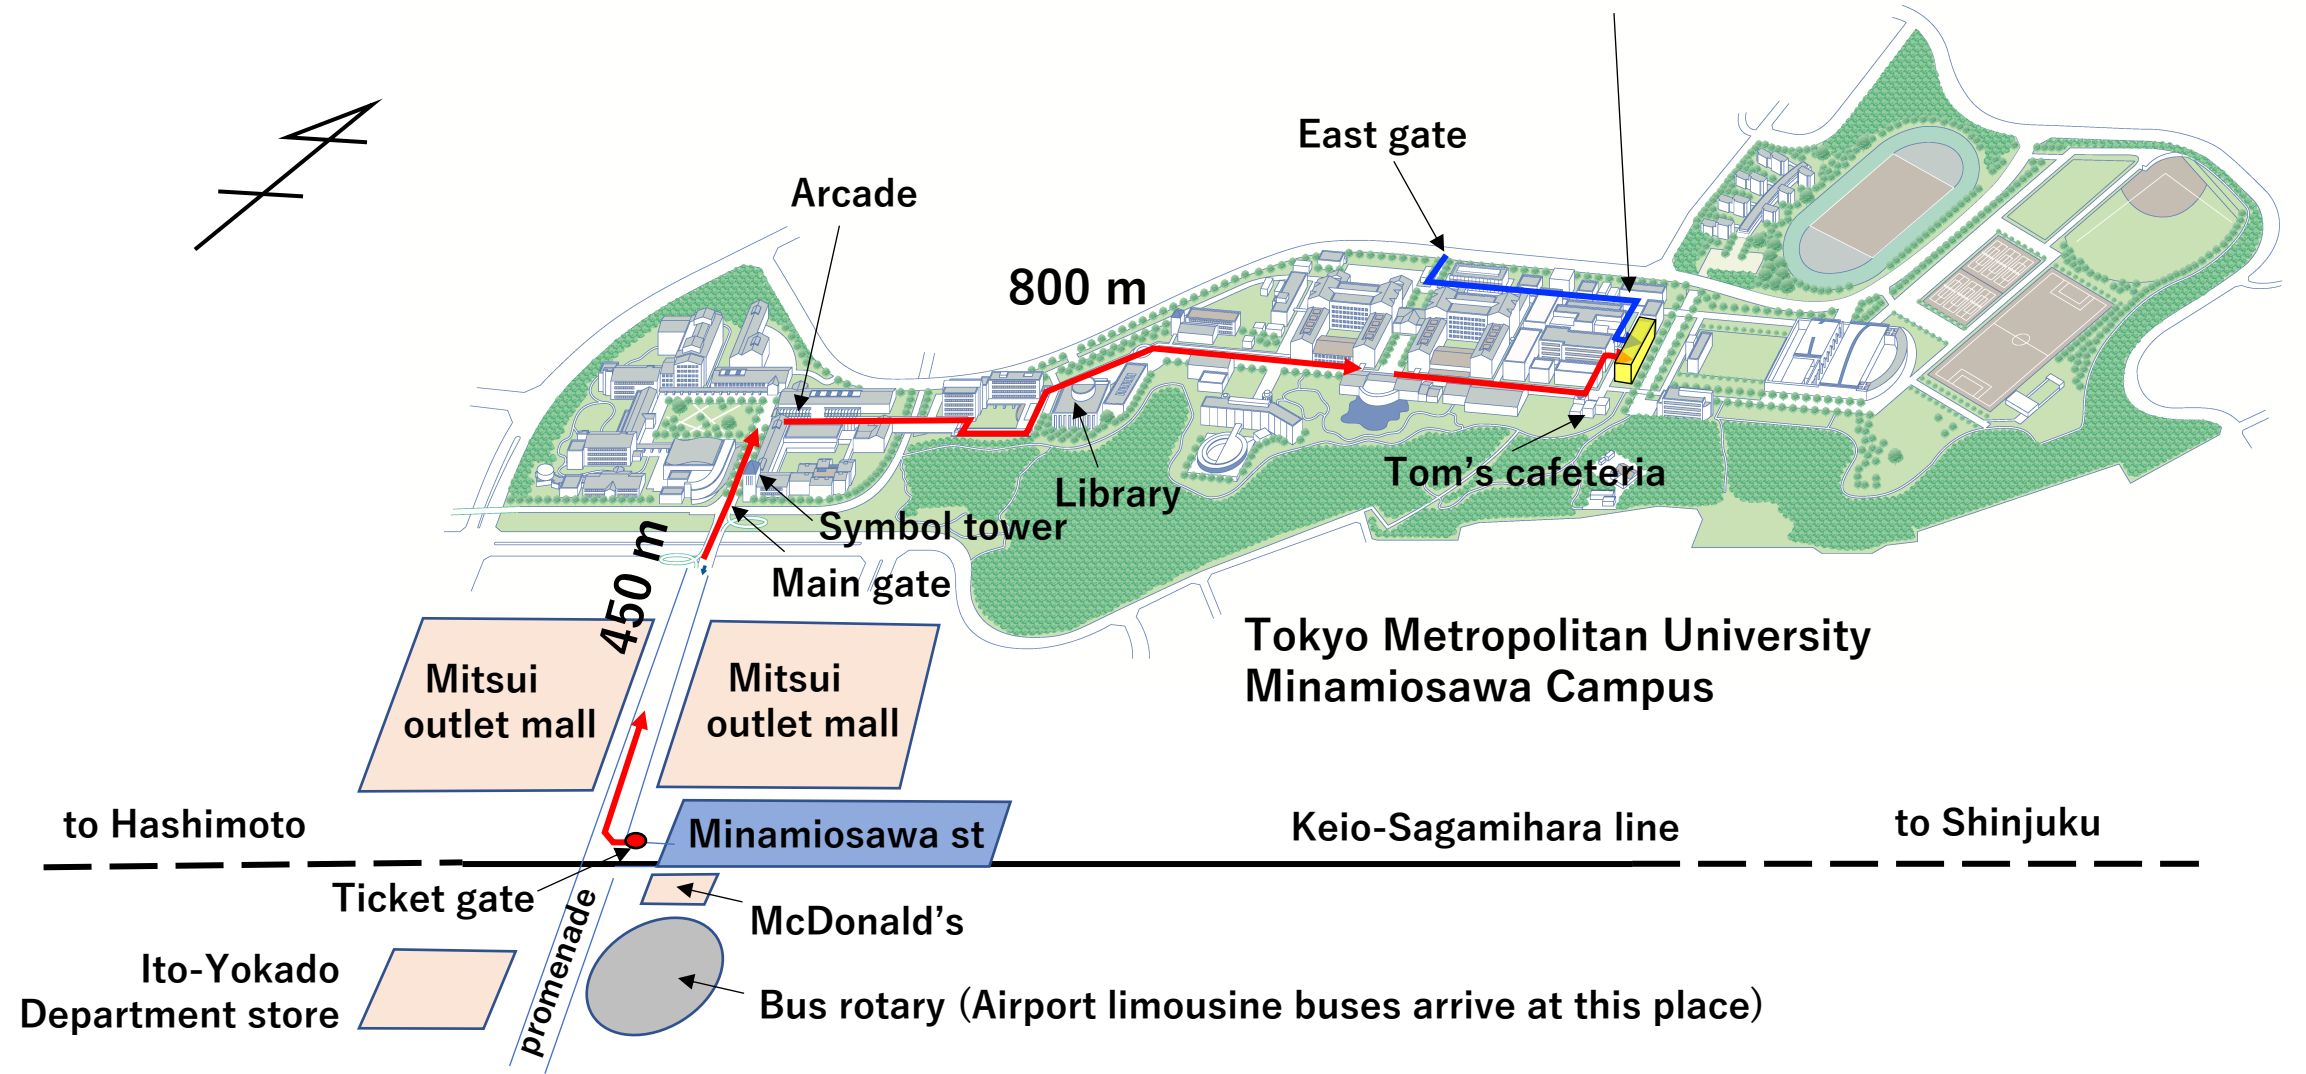 East gate
Arcade
800 m
Tom's cafeteria
Library
Symbol tower
450 m
Main gate
Tokyo Metropolitan University
Minamiosawa Campus
Mitsui
outlet mall
Mitsui
outlet mall
to Hashimoto
Minamiosawa st
Keio-Sagamihara line
to Shinjuku
Ticket gate
McDonald's
promenade
Ito-Yokado
Department store
Bus rotary (Airport limousine buses arrive at this place)